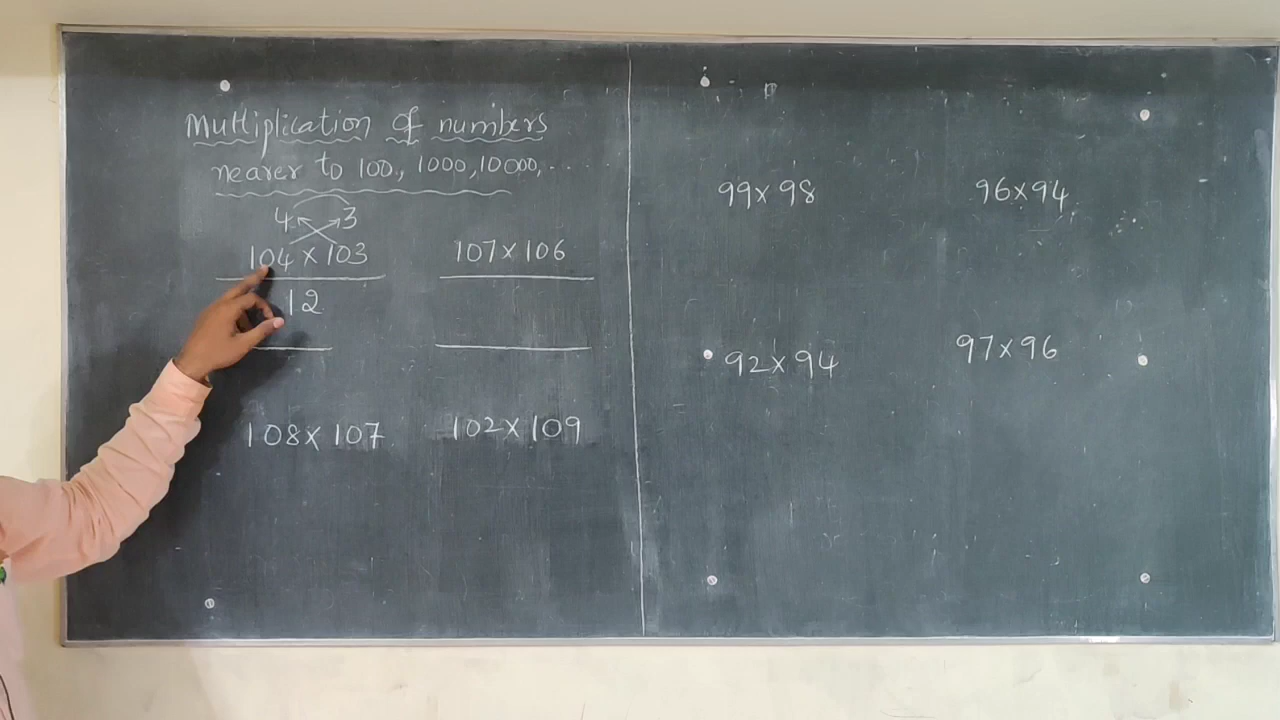 Multiplication of numbers
nearer to 100, 1000, 10000, .....
4 3
104 x 103
12
107 x 106
108 x 107
102 x 109
99 x 98
96 x 94
92 x 94
97 x 96